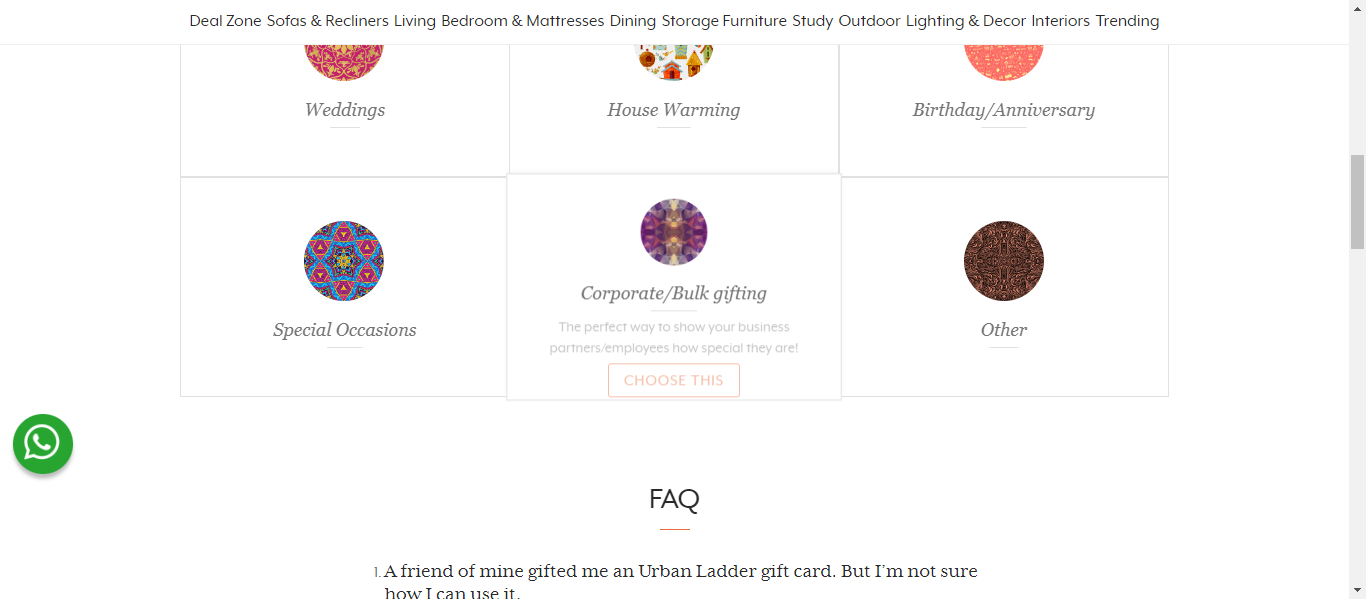 Deal Zone Sofas & Recliners Living Bedroom & Mattresses Dining Storage Furniture Study Outdoor Lighting & Decor Interiors Trending
Weddings
House Warming
Birthday/Anniversary
Special Occasions
Corporate/Bulk gifting
The perfect way to show your business
partners/employees how special they are!
CHOOSE THIS
Other
FAQ
1. A friend of mine gifted me an Urban Ladder gift card. But I'm not sure
how I can use it.